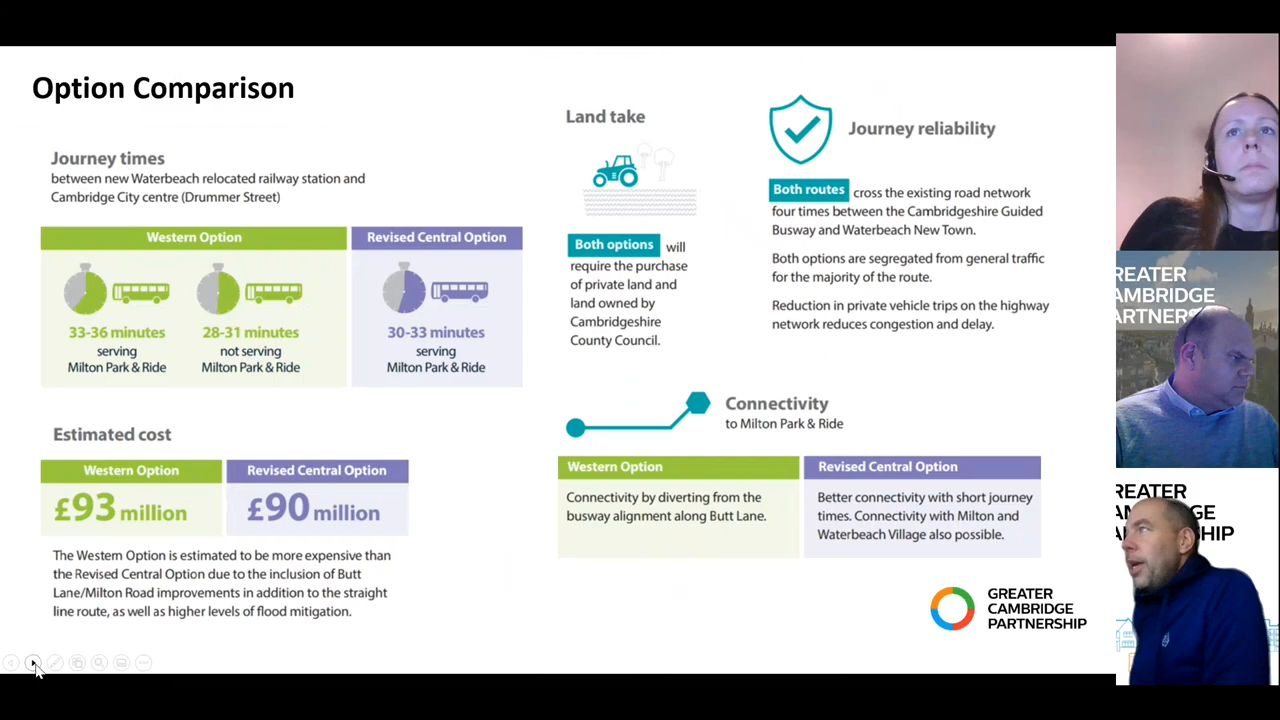 Option Comparison
Journey times
between new Waterbeach relocated railway station and
Cambridge City centre (Drummer Street)
Western Option
Revised Central Option
33-36 minutes
serving
Milton Park & Ride
28-31 minutes
not serving
Milton Park & Ride
30-33 minutes
serving
Milton Park & Ride
Estimated cost
Western Option
Revised Central Option
£93 million
£90 million
The Western Option is estimated to be more expensive than
the Revised Central Option due to the inclusion of Butt
Lane/Milton Road improvements in addition to the straight
line route, as well as higher levels of flood mitigation.
Land take
Both options will
require the purchase
of private land and
land owned by
Cambridgeshire
County Council.
Journey reliability
Both routes cross the existing road network
four times between the Cambridgeshire Guided
Busway and Waterbeach New Town.
Both options are segregated from general traffic
for the majority of the route.
Reduction in private vehicle trips on the highway
network reduces congestion and delay.
Connectivity
to Milton Park & Ride
Western Option
Connectivity by diverting from the
busway alignment along Butt Lane.
Revised Central Option
Better connectivity with short journey
times. Connectivity with Milton and
Waterbeach Village also possible.
GREATER
CAMBRIDGE
PARTNERSHIP
REATER
AMBRIDGE
ARTNERS
REATER